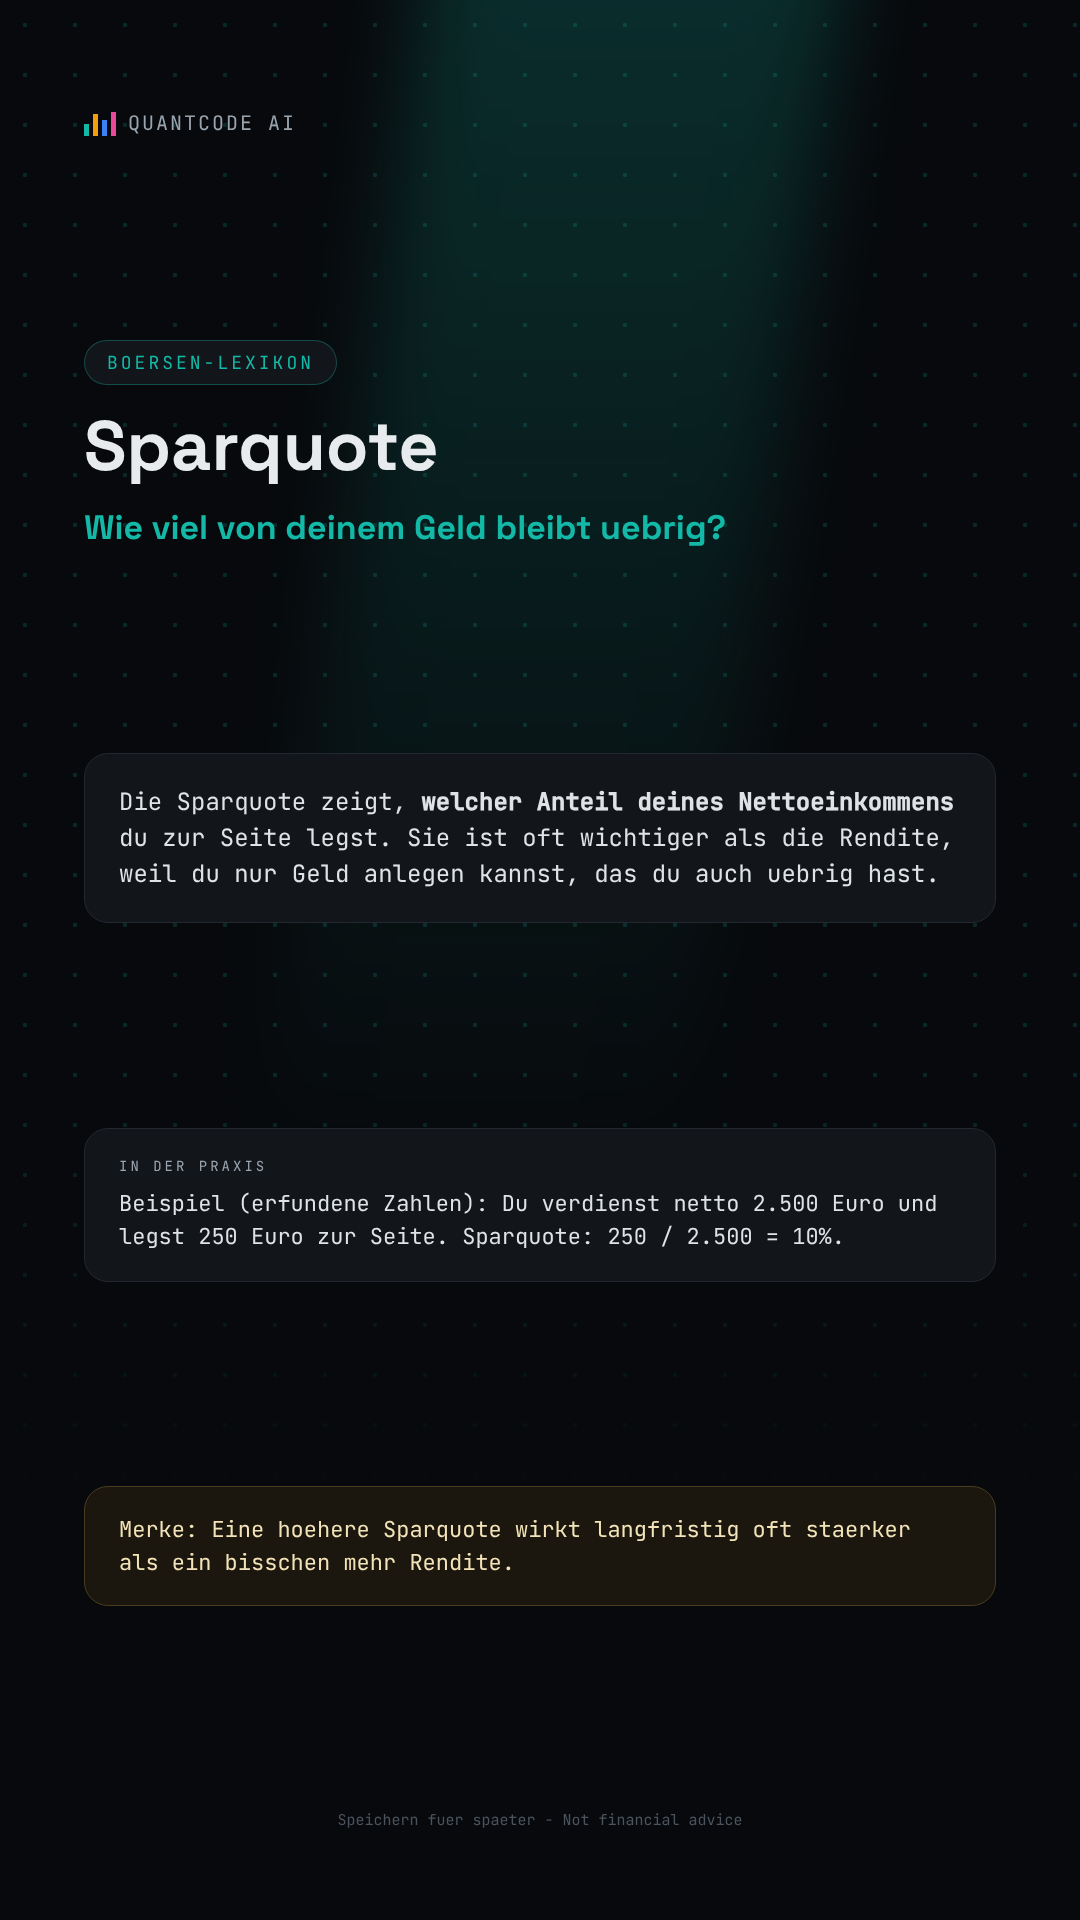 QUANTCODE AI
BOERSEN-LEXIKON
Sparquote
Wie viel von deinem Geld bleibt uebrig?
Die Sparquote zeigt, welcher Anteil deines Nettoeinkommens
du zur Seite legst. Sie ist oft wichtiger als die Rendite,
weil du nur Geld anlegen kannst, das du auch uebrig hast.
IN DER PRAXIS
Beispiel (erfundene Zahlen): Du verdienst netto 2.500 Euro und
legst 250 Euro zur Seite. Sparquote: 250 / 2.500 = 10%.
Merke: Eine hoehere Sparquote wirkt langfristig oft staerker
als ein bisschen mehr Rendite.
Speichern fuer spaeter - Not financial advice